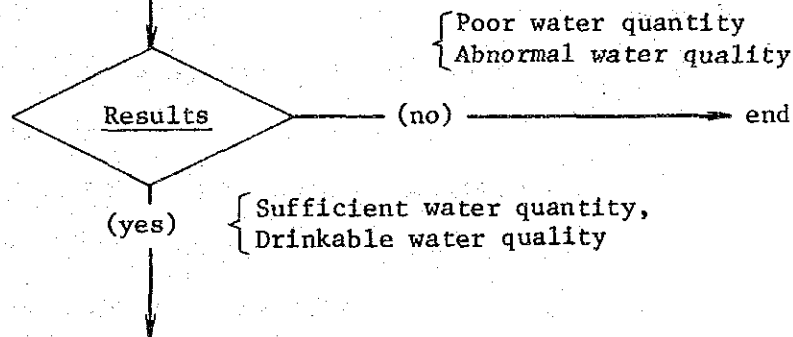 Poor water quantity
Abnormal water quality
Results
(no)
end
(yes)
Sufficient water quantity,
Drinkable water quality